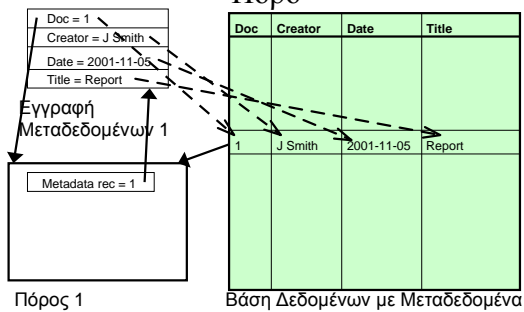 Πόρο
Doc = 1
Creator = J Smith
Date = 2001-11-05
Title = Report
Εγγραφή
Μεταδεδομένων 1
Metadata rec = 1
Πόρος 1
Doc Creator Date Title
1 J Smith 2001-11-05 Report
Βάση Δεδομένων με Μεταδεδομένα